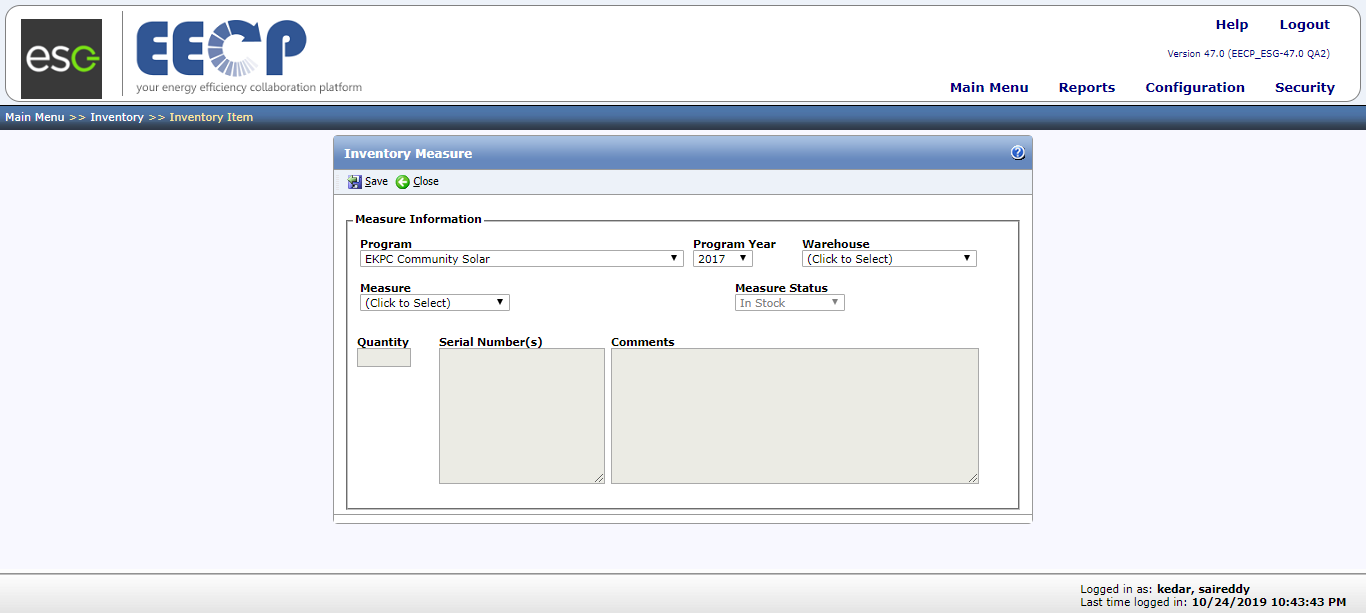 Help Logout
esc
EECP
your energy efficiency collaboration platform
Version 47.0 (EECP_ESG-47.0 QA2)
Main Menu Reports Configuration Security
Main Menu >> Inventory >> Inventory Item
Inventory Measure ?
Save Close
Measure Information
Program Program Year Warehouse
EKPC Community Solar 2017 (Click to Select)
Measure Measure Status
(Click to Select) In Stock
Quantity Serial Number(s) Comments
Logged in as: kedar, saireddy
Last time logged in: 10/24/2019 10:43:43 PM